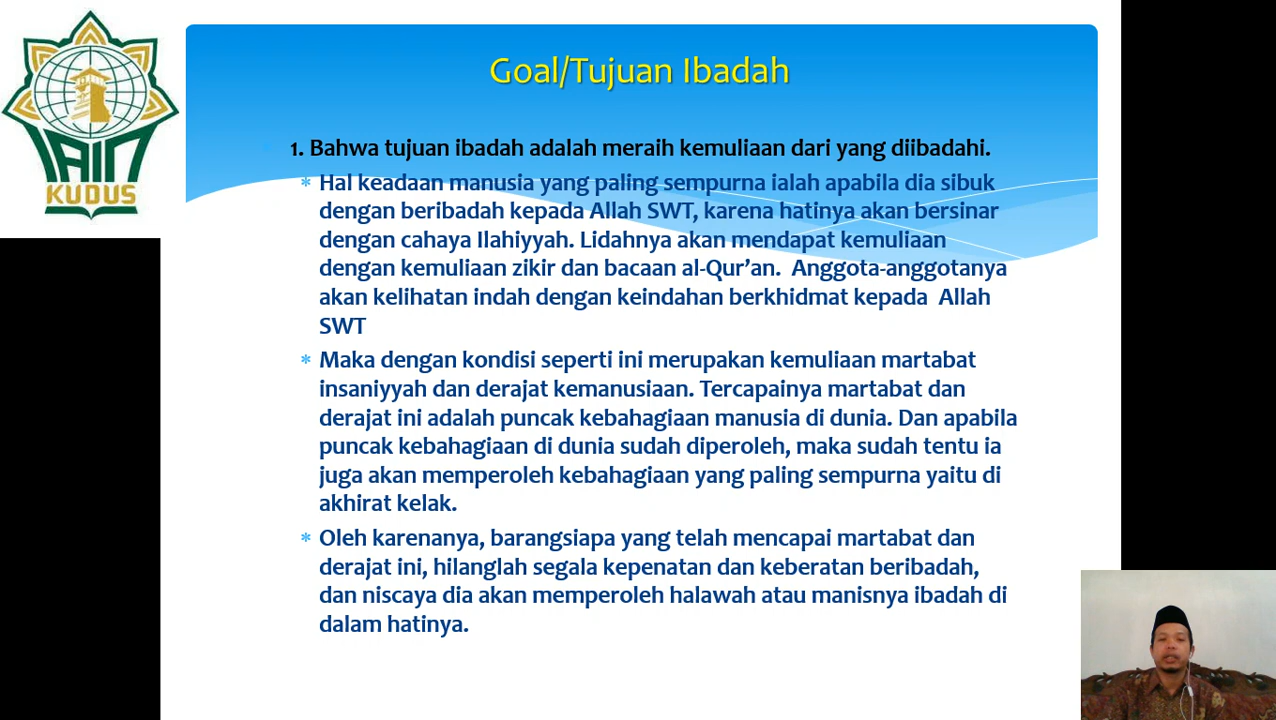 IAIN
KUDUS
Goal/Tujuan Ibadah
1. Bahwa tujuan ibadah adalah meraih kemuliaan dari yang diibadahi.
* Hal keadaan manusia yang paling sempurna ialah apabila dia sibuk
dengan beribadah kepada Allah SWT, karena hatinya akan bersinar
dengan cahaya Ilahiyyah. Lidahnya akan mendapat kemuliaan
dengan kemuliaan zikir dan bacaan al-Qur’an.  Anggota-anggotanya
akan kelihatan indah dengan keindahan berkhidmat kepada  Allah
SWT
* Maka dengan kondisi seperti ini merupakan kemuliaan martabat
insaniyyah dan derajat kemanusiaan. Tercapainya martabat dan
derajat ini adalah puncak kebahagiaan manusia di dunia. Dan apabila
puncak kebahagiaan di dunia sudah diperoleh, maka sudah tentu ia
juga akan memperoleh kebahagiaan yang paling sempurna yaitu di
akhirat kelak.
* Oleh karenanya, barangsiapa yang telah mencapai martabat dan
derajat ini, hilanglah segala kepenatan dan keberatan beribadah,
dan niscaya dia akan memperoleh halawah atau manisnya ibadah di
dalam hatinya.